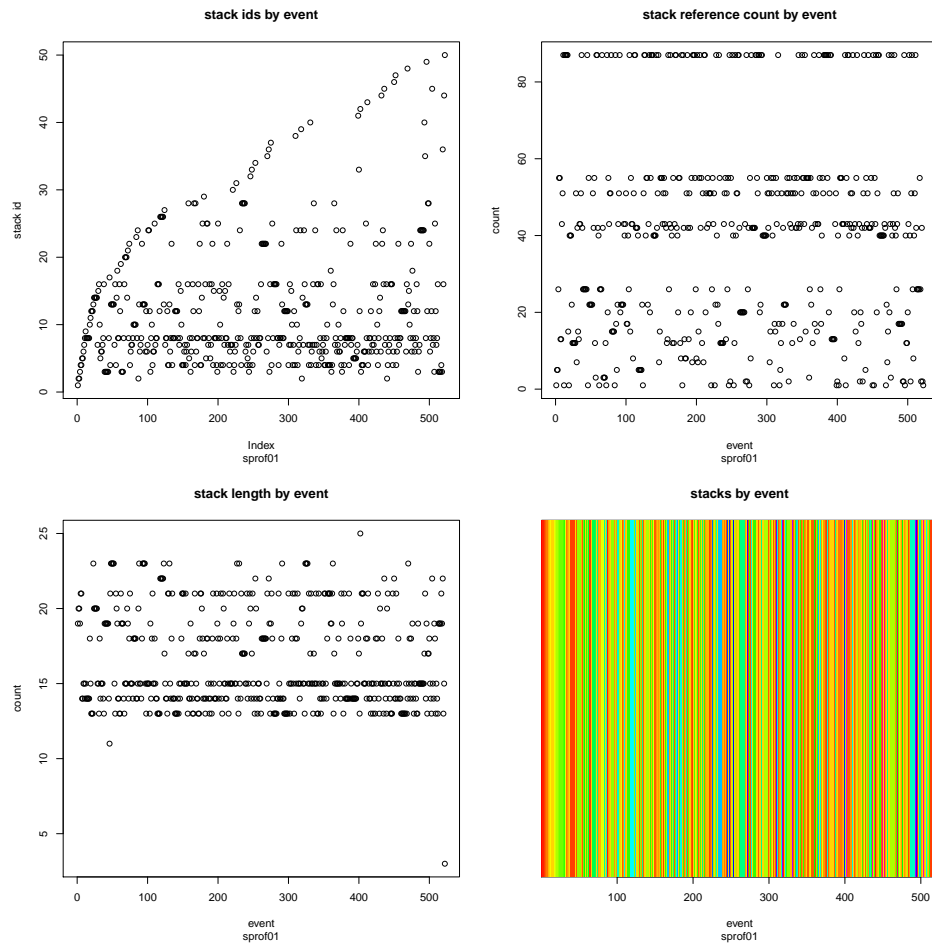 stack ids by event
stack id
50
40
30
20
10
0
0 100 200 300 400 500
Index
sprof01
stack reference count by event
count
80
60
40
20
0
0 100 200 300 400 500
event
sprof01
stack length by event
count
25
20
15
10
5
0 100 200 300 400 500
event
sprof01
stacks by event
100 200 300 400 500
event
sprof01